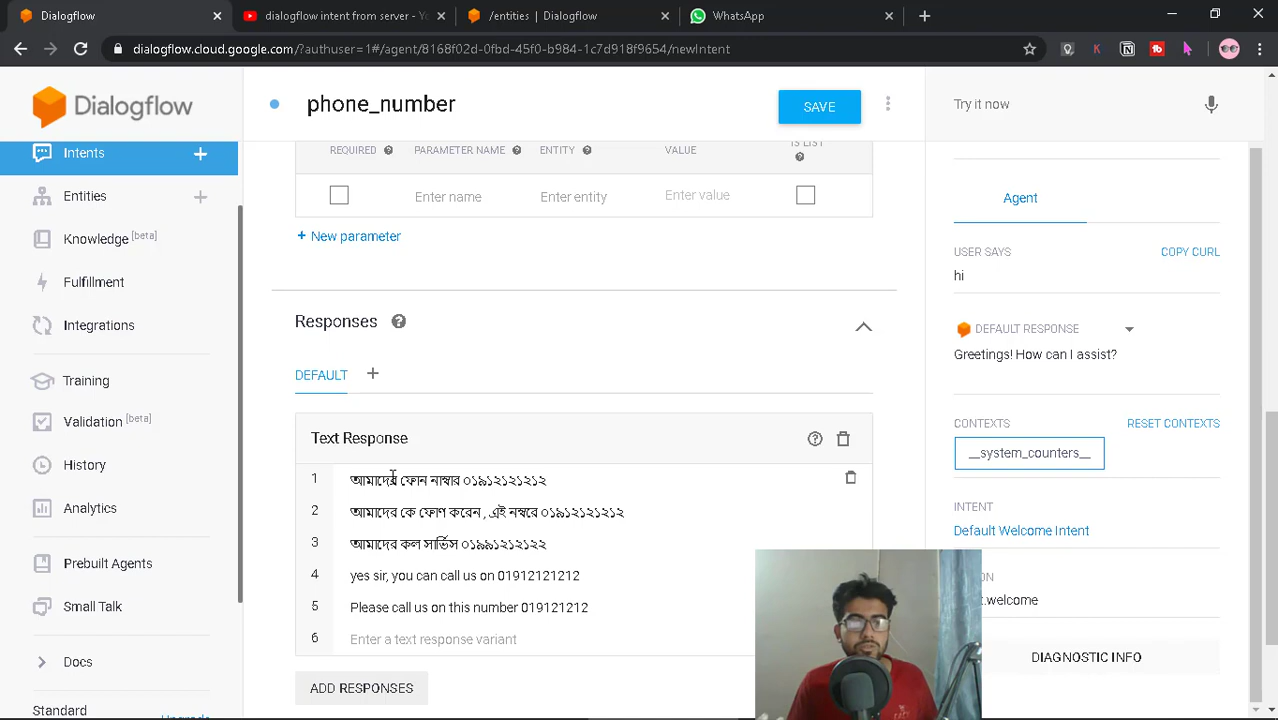 Dialogflow
dialogflow intent from server - Yo
/entities | Dialogflow
WhatsApp
dialogflow.cloud.google.com/?authuser=1#/agent/8168f02d-0fbd-45f0-b984-1c7d918f9654/newIntent
Dialogflow
phone_number
SAVE
Try it now
Intents
Entities
Knowledge [beta]
Fulfillment
Integrations
Training
Validation [beta]
History
Analytics
Prebuilt Agents
Small Talk
Docs
Standard
Upgrade
REQUIRED
PARAMETER NAME
ENTITY
VALUE
IS LIST
Enter name
Enter entity
Enter value
+ New parameter
Responses
DEFAULT
Text Response
1 আমাদের ফোন নাম্বার ০১৯১২১২১২১২
2 আমাদের কে ফোণ করেন , এই নম্বরে ০১৯১২১২১২১২
3 আমাদের কল সার্ভিস ০১৯৯১২১২১২২
4 yes sir, you can call us on 01912121212
5 Please call us on this number 019121212
6 Enter a text response variant
ADD RESPONSES
Agent
USER SAYS
COPY CURL
hi
DEFAULT RESPONSE
Greetings! How can I assist?
CONTEXTS
RESET CONTEXTS
__system_counters__
INTENT
Default Welcome Intent
.welcome
DIAGNOSTIC INFO